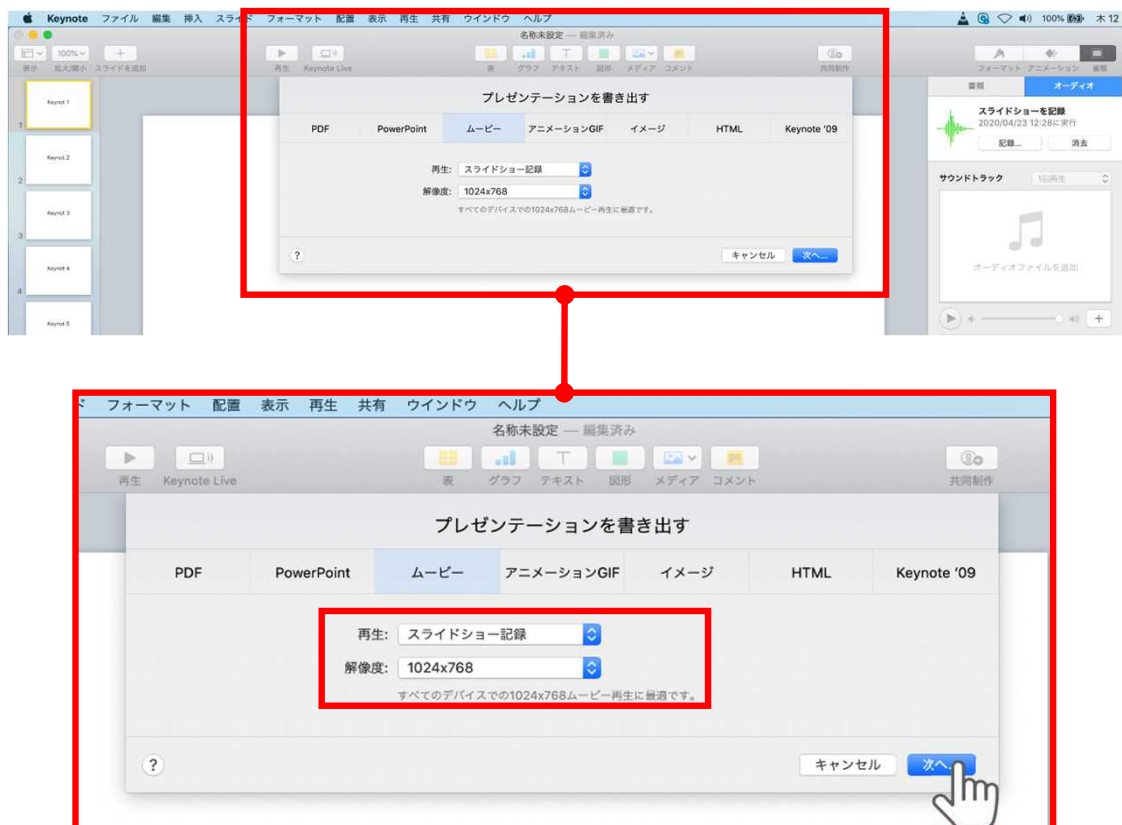 Keynote ファイル 編集 挿入 スライド フォーマット 配置 表示 再生 共有 ウインドウ ヘルプ 100% 木 12
名称未設定 — 編集済み
100%
表示 拡大/縮小 スライドを追加 再生 Keynote Live 表 グラフ テキスト 図形 メディア コメント 共同制作 フォーマット アニメーション 書類
プレゼンテーションを書き出す
PDF PowerPoint ムービー アニメーションGIF イメージ HTML Keynote '09
再生: スライドショー記録
解像度: 1024x768
すべてのデバイスでの1024x768ムービー再生に最適です。
? キャンセル 次へ...
Keynot 1
1
Keynot 2
2
Keynot 3
3
Keynot 4
4
Keynot 5
書類 オーディオ
スライドショーを記録
2020/04/23 12:28に実行
記録... 消去
サウンドトラック 1回再生
オーディオファイルを追加
ド フォーマット 配置 表示 再生 共有 ウインドウ ヘルプ
名称未設定 — 編集済み
再生 Keynote Live 表 グラフ テキスト 図形 メディア コメント 共同制作
プレゼンテーションを書き出す
PDF PowerPoint ムービー アニメーションGIF イメージ HTML Keynote '09
再生: スライドショー記録
解像度: 1024x768
すべてのデバイスでの1024x768ムービー再生に最適です。
? キャンセル 次へ...